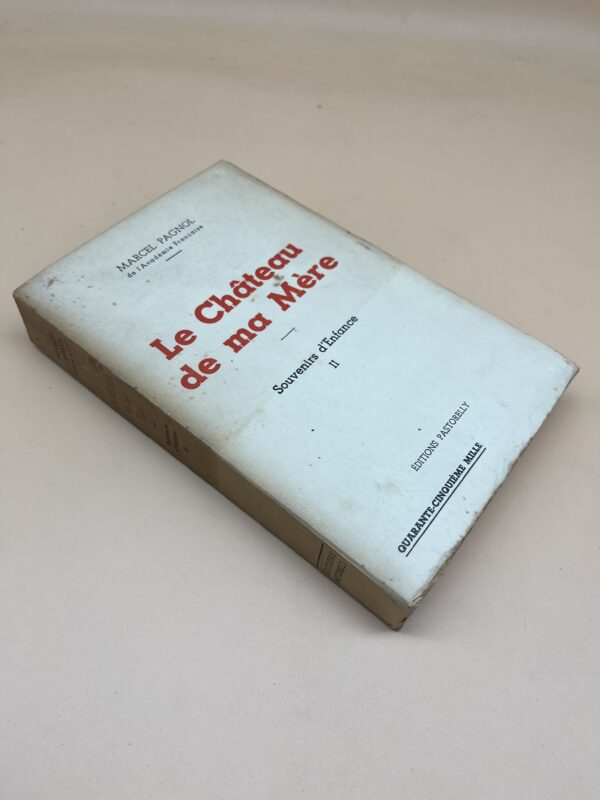 MARCEL PAGNOL
de l'Académie Française
Le Château
de ma Mère
Souvenirs d'Enfance
II
ÉDITIONS PASTORELLY
QUARANTE-CINQUIÈME MILLE